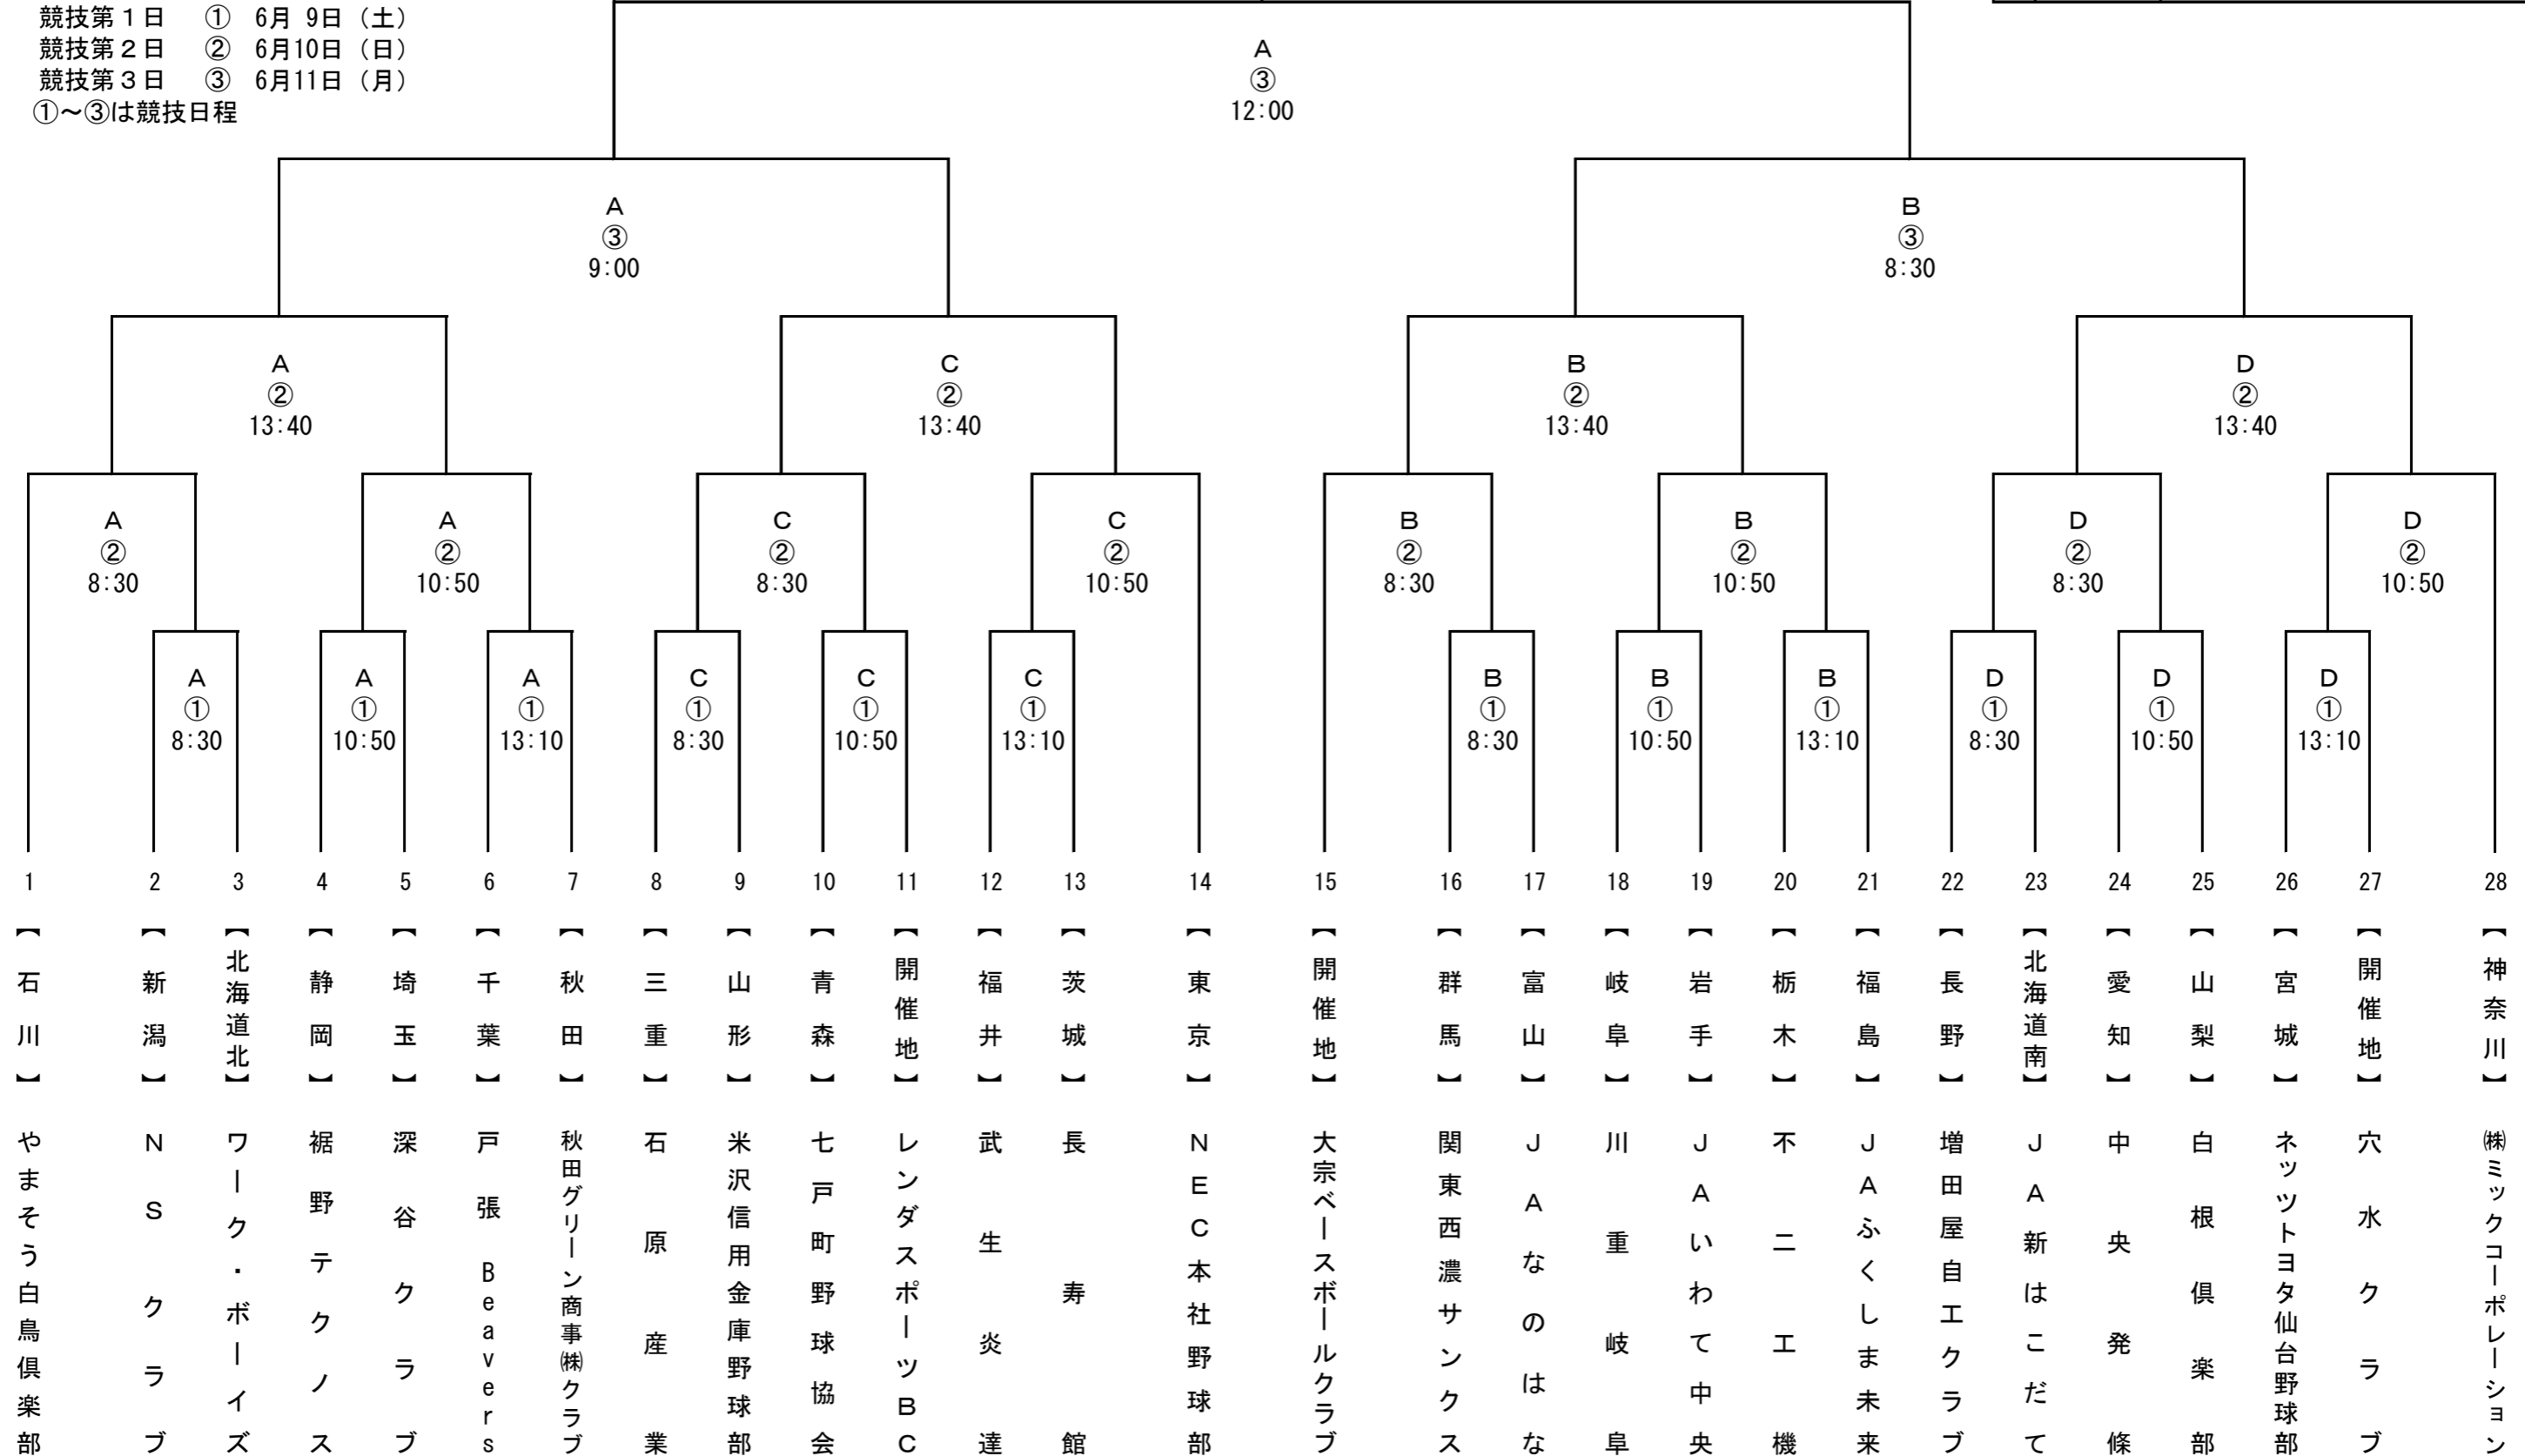 競技第１日　①　6月 9日（土）
競技第２日　②　6月10日（日）
競技第３日　③　6月11日（月）
①～③は競技日程
A
③
12:00
A
③
9:00
B
③
8:30
A
②
13:40
C
②
13:40
B
②
13:40
D
②
13:40
A
②
8:30
A
②
10:50
C
②
8:30
C
②
10:50
B
②
8:30
B
②
10:50
D
②
8:30
D
②
10:50
A
①
8:30
A
①
10:50
A
①
13:10
C
①
8:30
C
①
10:50
C
①
13:10
B
①
8:30
B
①
10:50
B
①
13:10
D
①
8:30
D
①
10:50
D
①
13:10
1
【石川】
やまそう白鳥倶楽部
2
【新潟】
ＮＳクラブ
3
【北海道北】
ワーク・ボーイズ
4
【静岡】
裾野テクノス
5
【埼玉】
深谷クラブ
6
【千葉】
戸張 Beavers
7
【秋田】
秋田グリーン商事㈱クラブ
8
【三重】
石原産業
9
【山形】
米沢信用金庫野球部
10
【青森】
七戸町野球協会
11
【開催地】
レンダスポーツＢＣ
12
【福井】
武生炎達
13
【茨城】
長寿館
14
【東京】
ＮＥＣ本社野球部
15
【開催地】
大宗ベースボールクラブ
16
【群馬】
関東西濃サンクス
17
【富山】
ＪＡなのはな
18
【岐阜】
川重岐阜
19
【岩手】
ＪＡいわて中央
20
【栃木】
不二工機
21
【福島】
ＪＡふくしま未来
22
【長野】
増田屋自工クラブ
23
【北海道南】
ＪＡ新はこだて
24
【愛知】
中央発條
25
【山梨】
白根倶楽部
26
【宮城】
ネッツトヨタ仙台野球部
27
【開催地】
穴水クラブ
28
【神奈川】
㈱ミックコーポレーション